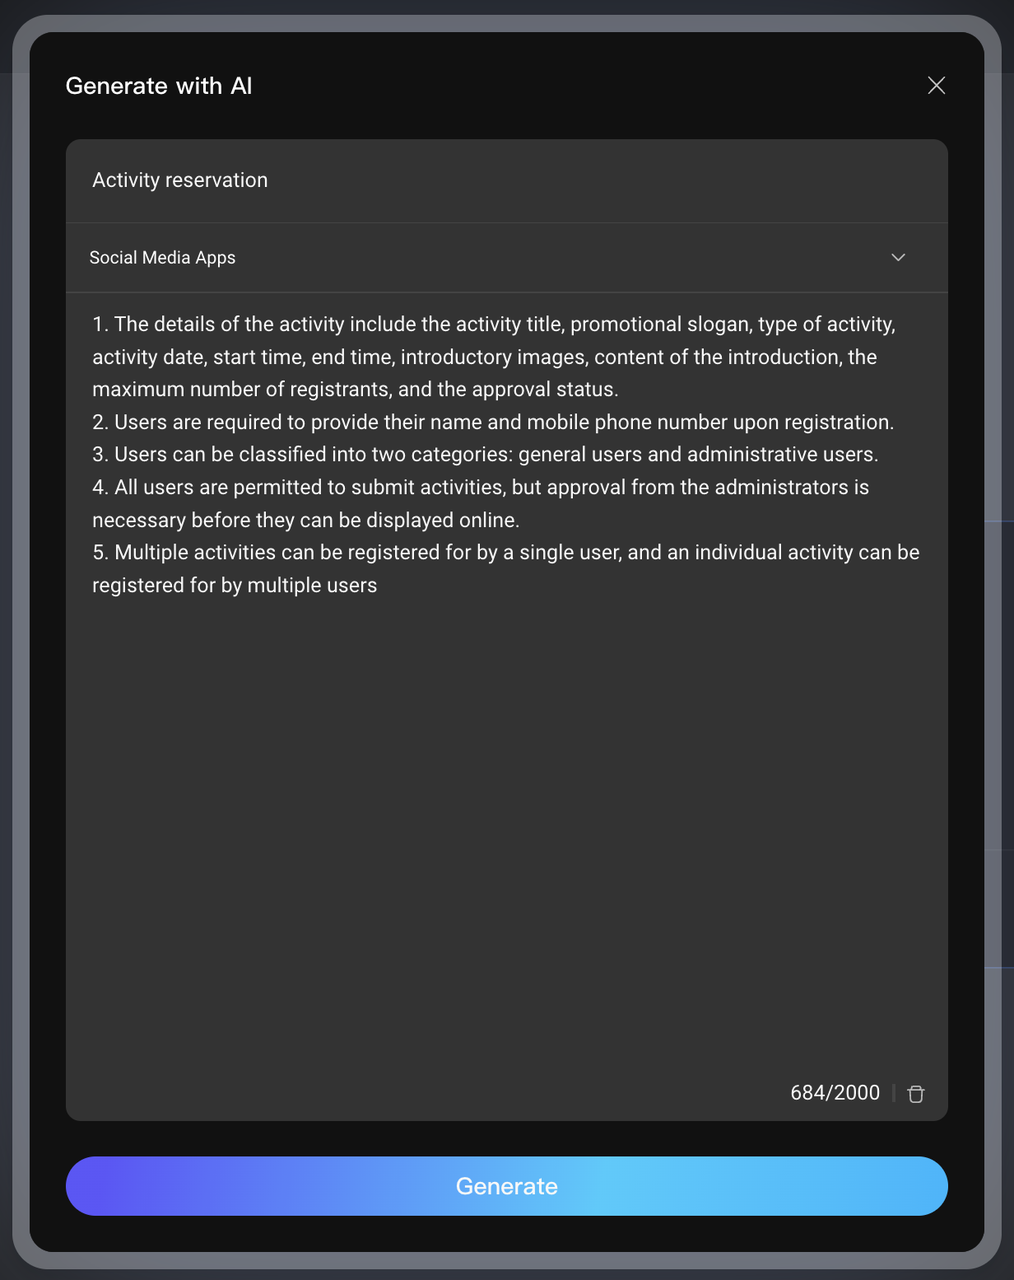 Generate with AI
Activity reservation
Social Media Apps
1. The details of the activity include the activity title, promotional slogan, type of activity,
activity date, start time, end time, introductory images, content of the introduction, the
maximum number of registrants, and the approval status.
2. Users are required to provide their name and mobile phone number upon registration.
3. Users can be classified into two categories: general users and administrative users.
4. All users are permitted to submit activities, but approval from the administrators is
necessary before they can be displayed online.
5. Multiple activities can be registered for by a single user, and an individual activity can be
registered for by multiple users
684/2000
Generate